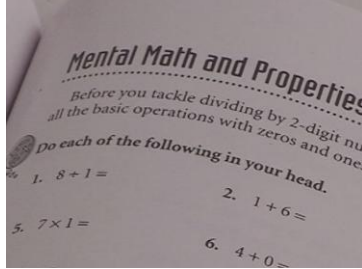 Mental Math and Properties
Before you tackle dividing by 2-digit nu
all the basic operations with zeros and one
Do each of the following in your head.
1. 8 ÷ 1 =
2. 1 + 6 =
5. 7 × 1 =
6. 4 + 0 =